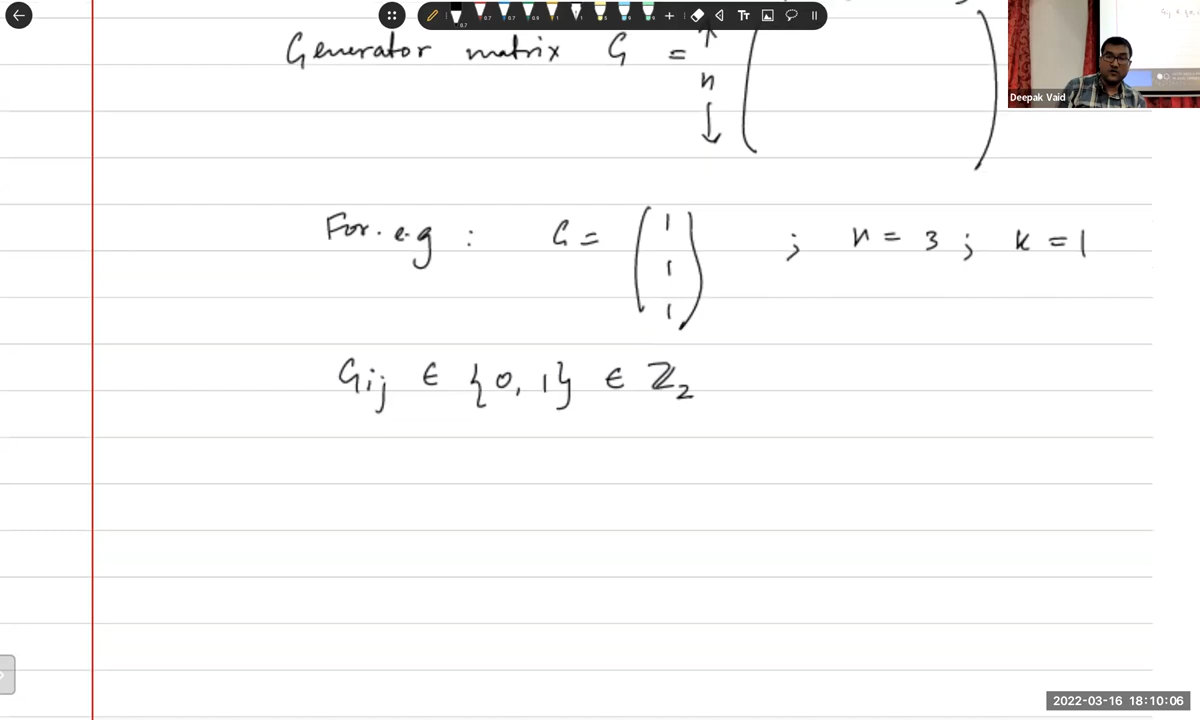 Generator matrix G =
n
Deepak Vaid
For. e.g : G = ( 1 1 1 ) ; n = 3 ; k = 1
Gij ∈ {0, 1} ∈ ℤ₂
2022-03-16 18:10:06